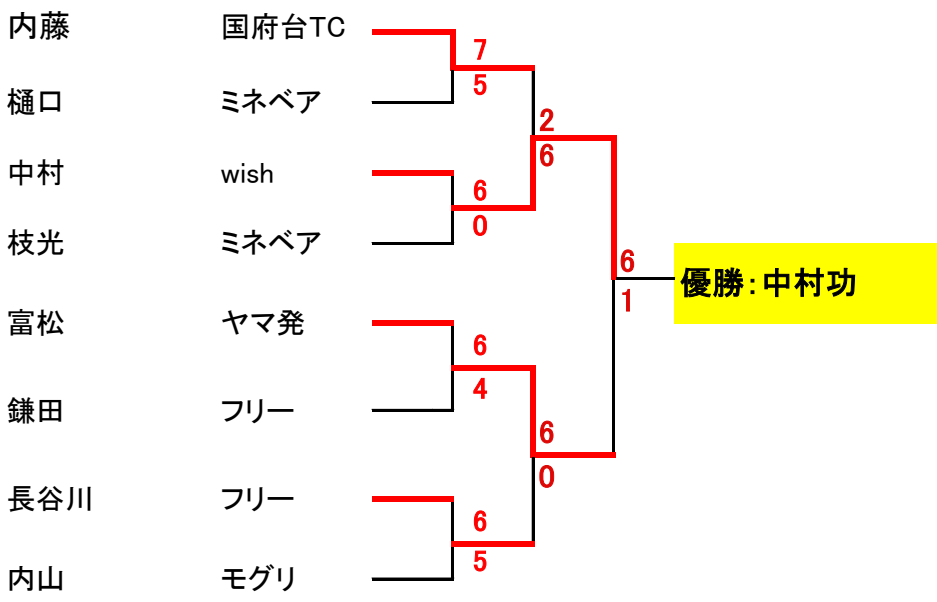 内藤 国府台TC
7
5
樋口 ミネベア
2
6
中村 wish
6
0
枝光 ミネベア
6
1
優勝：中村功
富松 ヤマ発
6
4
鎌田 フリー
6
0
長谷川 フリー
6
5
内山 モグリ